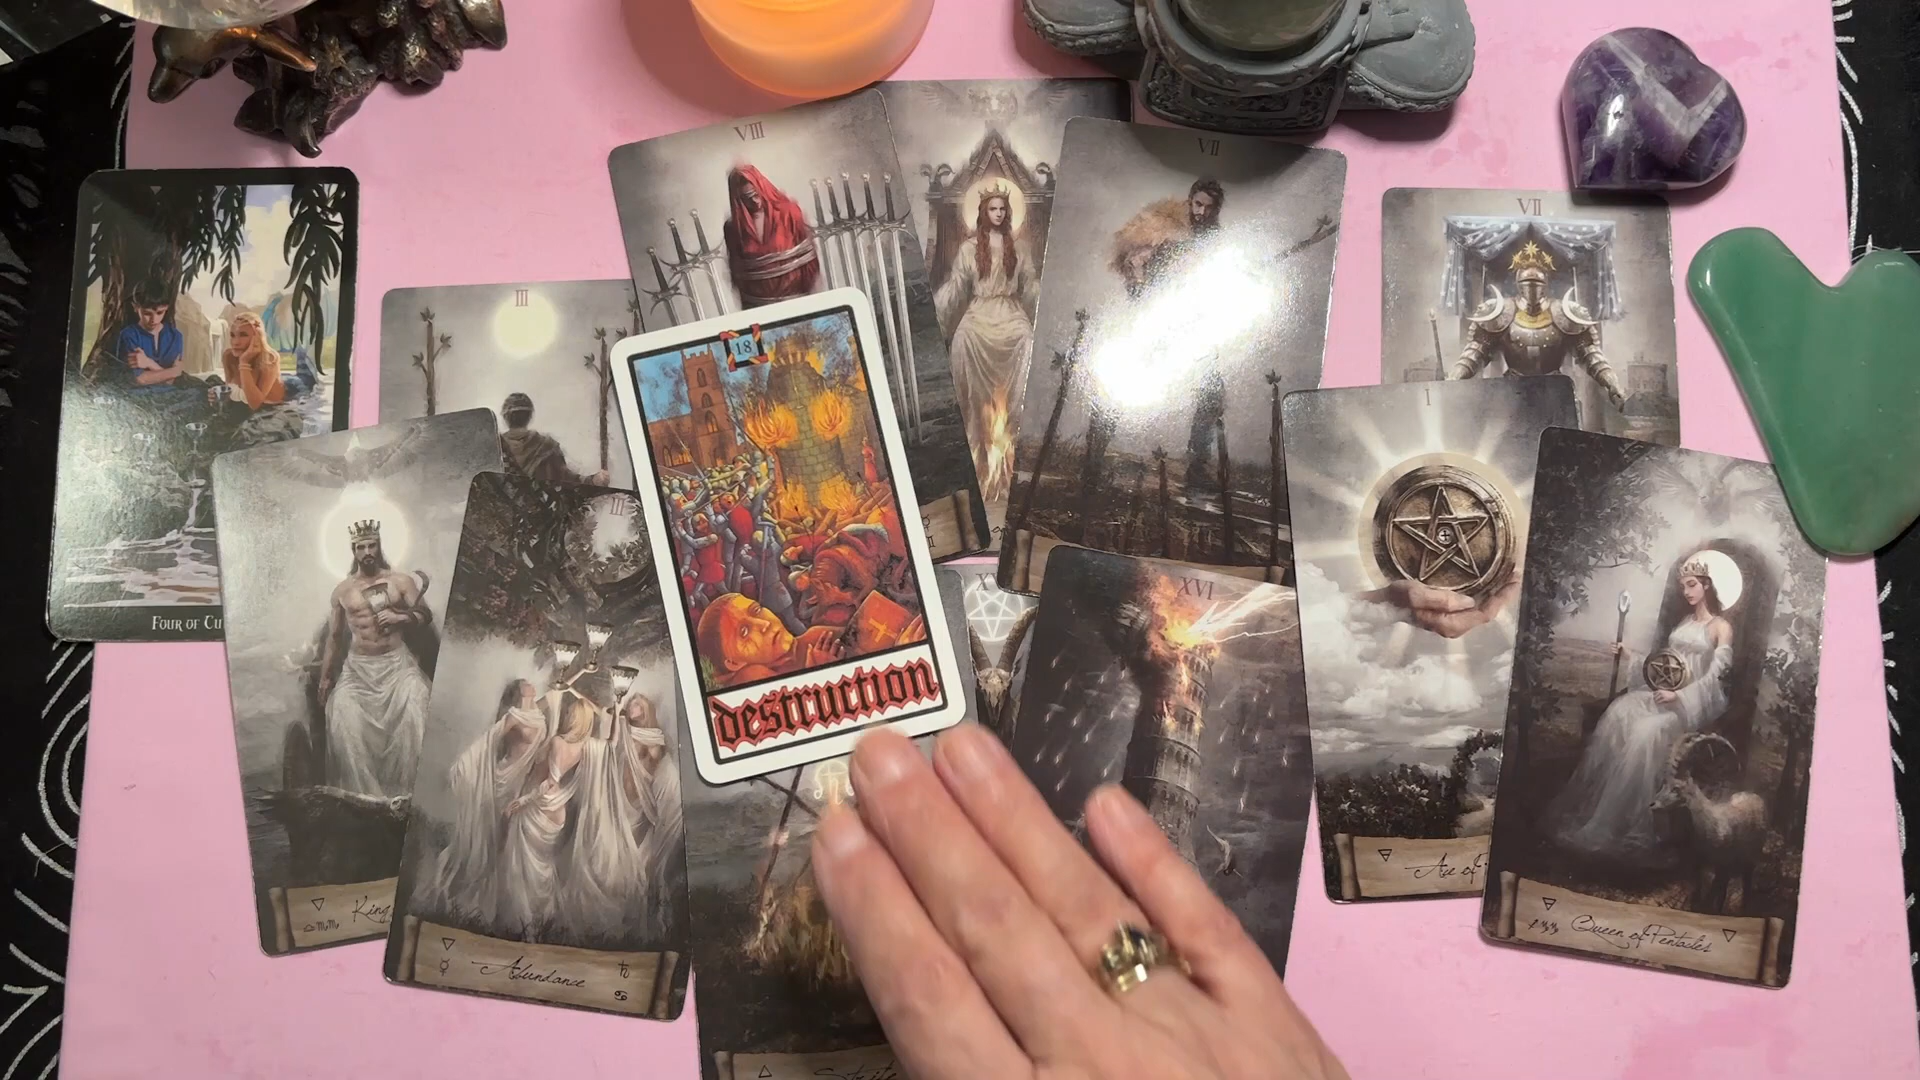 VIII
VII
VII
III
18
I
III
XVI
FOUR OF CU
destruction
King
Abundance
Ace of
Queen of Pentacles